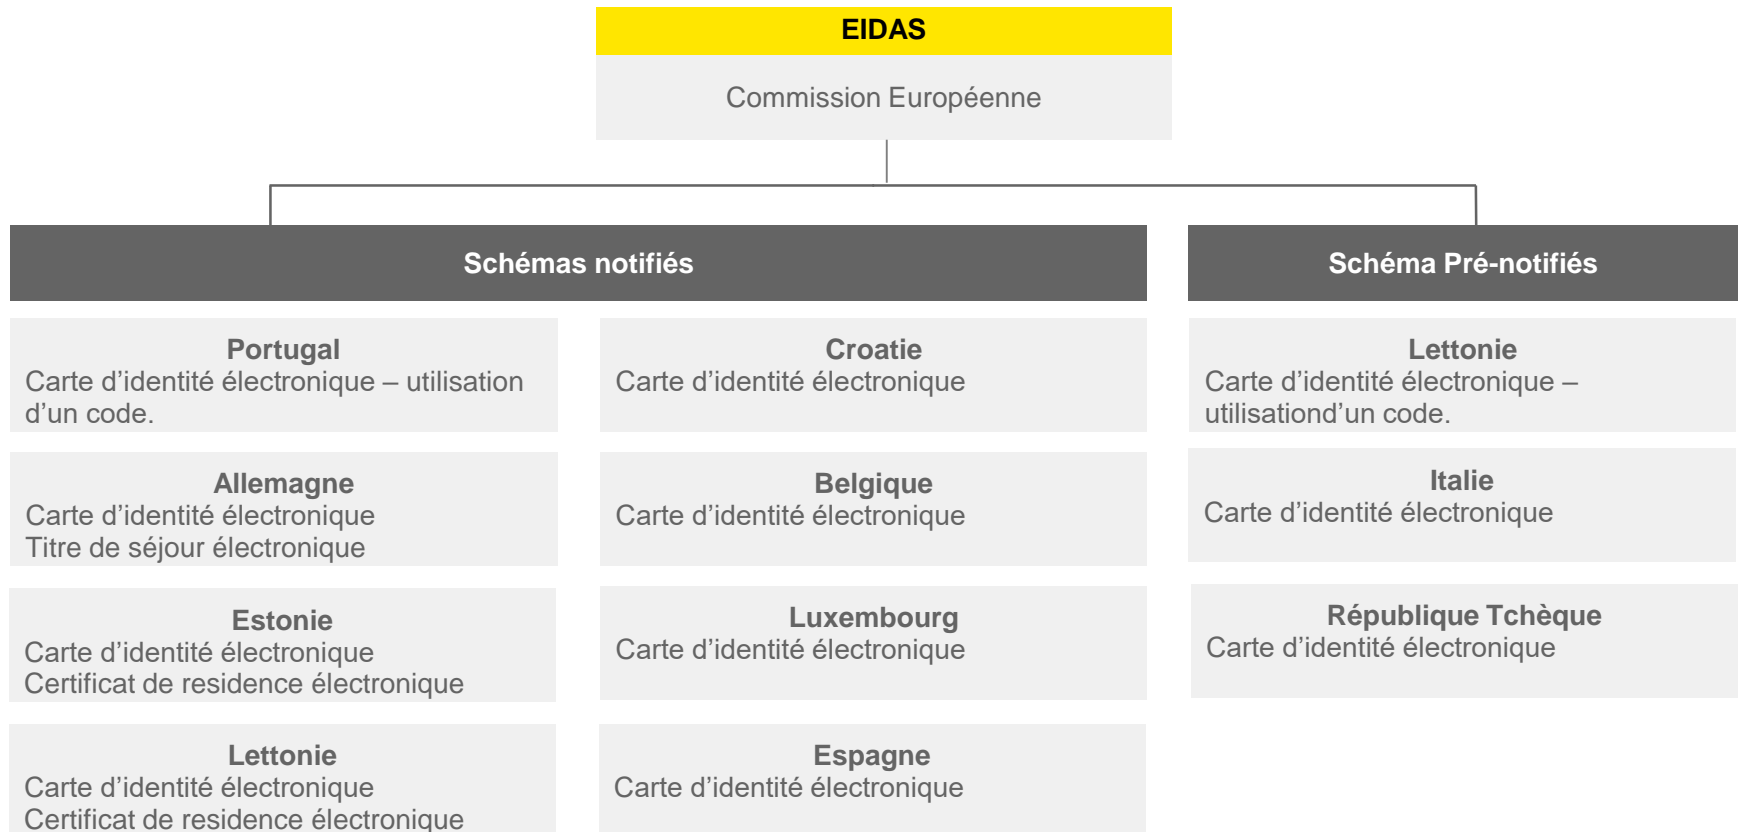 EIDAS
Commission Européenne
Schémas notifiés
Schéma Pré-notifiés
Portugal
Carte d’identité électronique – utilisation
d’un code.
Croatie
Carte d’identité électronique
Lettonie
Carte d’identité électronique –
utilisationd’un code.
Allemagne
Carte d’identité électronique
Titre de séjour électronique
Belgique
Carte d’identité électronique
Italie
Carte d’identité électronique
Estonie
Carte d’identité électronique
Certificat de residence électronique
Luxembourg
Carte d’identité électronique
République Tchèque
Carte d’identité électronique
Lettonie
Carte d’identité électronique
Certificat de residence électronique
Espagne
Carte d’identité électronique